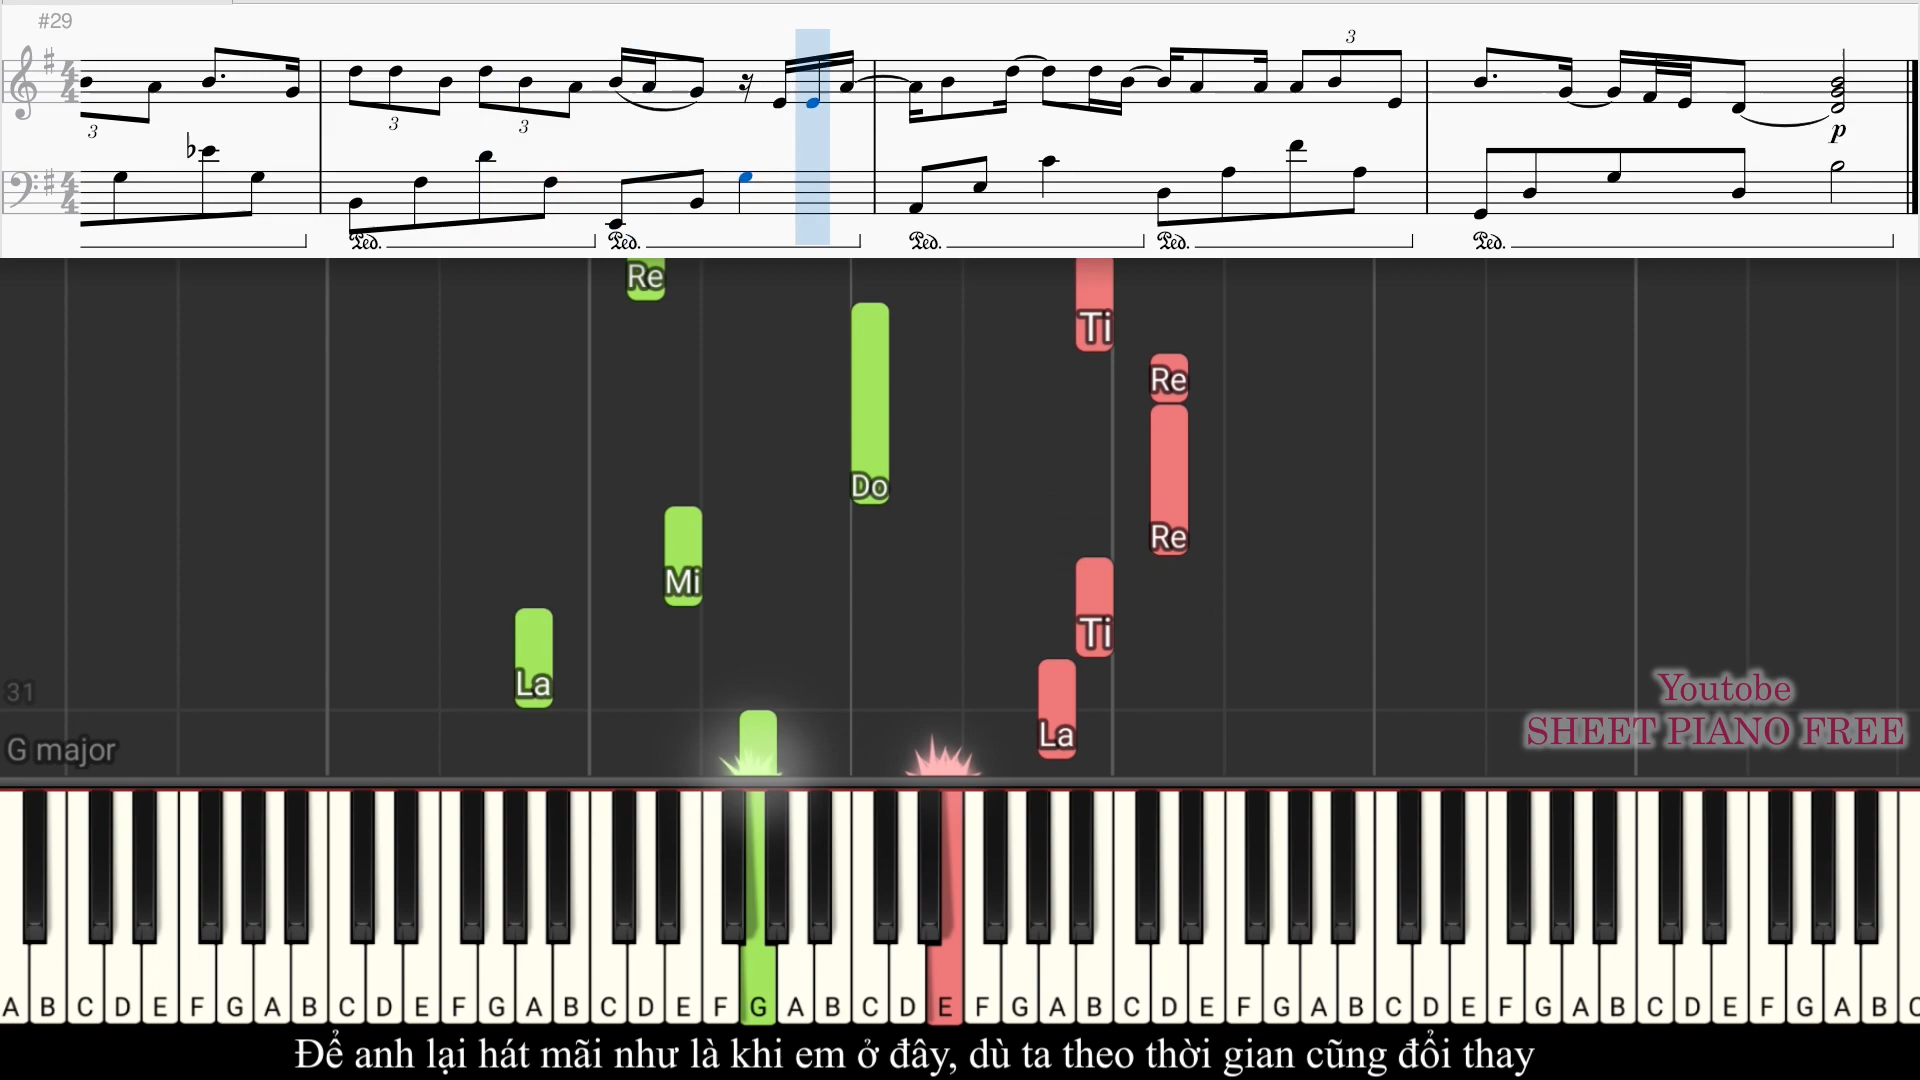 #29
3
3
3
3
p
Ped. Ped. Ped. Ped. Ped.
Re
Ti
Re
Do
Re
Mi
Ti
La
La
31
G major
Youtobe
SHEET PIANO FREE
A B C D E F G A B C D E F G A B C D E F G A B C D E F G A B C D E F G A B C D E F G A B C D E F G A B C
Để anh lại hát mãi như là khi em ở đây, dù ta theo thời gian cũng đổi thay